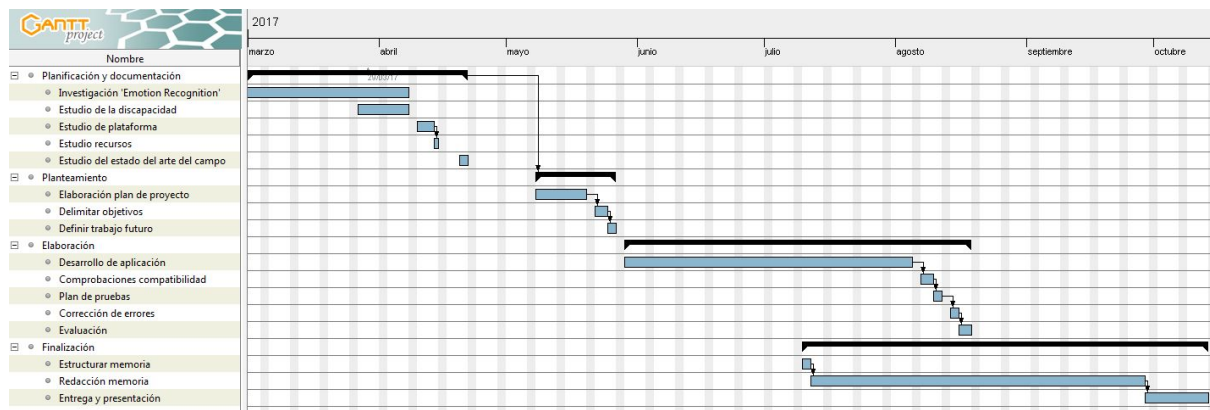 GANTT project
2017
marzo abril mayo junio julio agosto septiembre octubre
Nombre
Planificación y documentación
29/03/17
Investigación 'Emotion Recognition'
Estudio de la discapacidad
Estudio de plataforma
Estudio recursos
Estudio del estado del arte del campo
Planteamiento
Elaboración plan de proyecto
Delimitar objetivos
Definir trabajo futuro
Elaboración
Desarrollo de aplicación
Comprobaciones compatibilidad
Plan de pruebas
Corrección de errores
Evaluación
Finalización
Estructurar memoria
Redacción memoria
Entrega y presentación